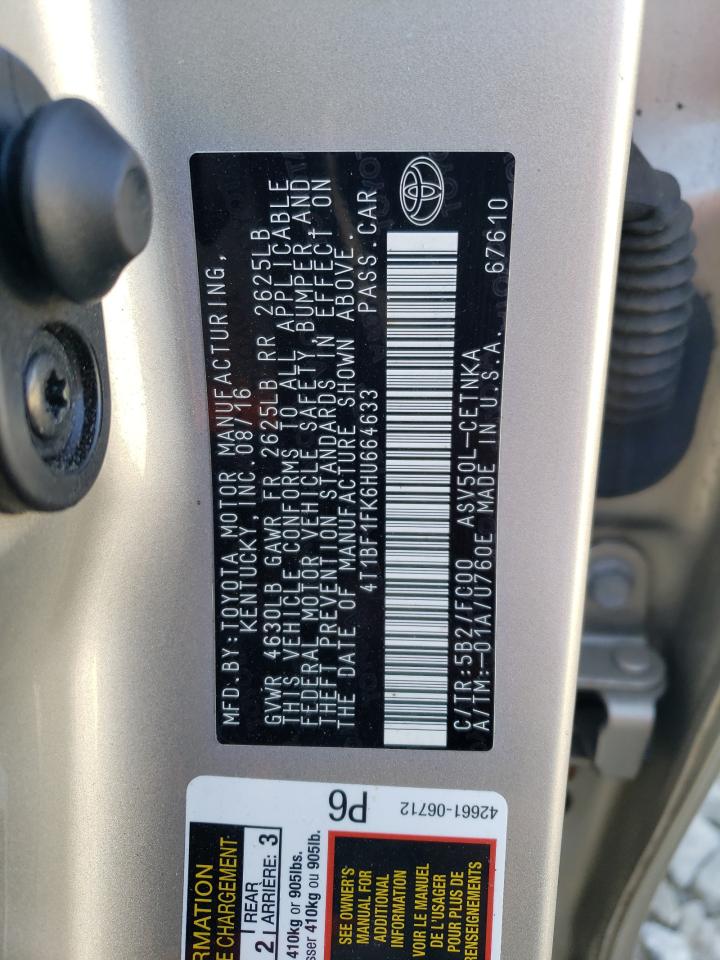 MFD. BY: TOYOTA MOTOR MANUFACTURING,
KENTUCKY, INC. 08/16
GVWR 4630LB GAWR FR 2625LB RR 2625LB
THIS VEHICLE CONFORMS TO ALL APPLICABLE
FEDERAL MOTOR VEHICLE SAFETY, BUMPER AND
THEFT PREVENTION STANDARDS IN EFFECT ON
THE DATE OF MANUFACTURE SHOWN ABOVE.
4T1BF1FK6HU664633 PASS. CAR
C/TR: 5B2/FC00 ASV50L-CETNKA
A/TM: -01A/U760E MADE IN U.S.A. 67610
RMATION
E CHARGEMENT
2 REAR
ARRIÈRE: 3
410kg or 905lbs.
sser 410kg ou 905lb.
P6
SEE OWNER'S
MANUAL FOR
ADDITIONAL
INFORMATION
VOIR LE MANUEL
DE L'USAGER
POUR PLUS DE
RENSEIGNEMENTS
42661-06712